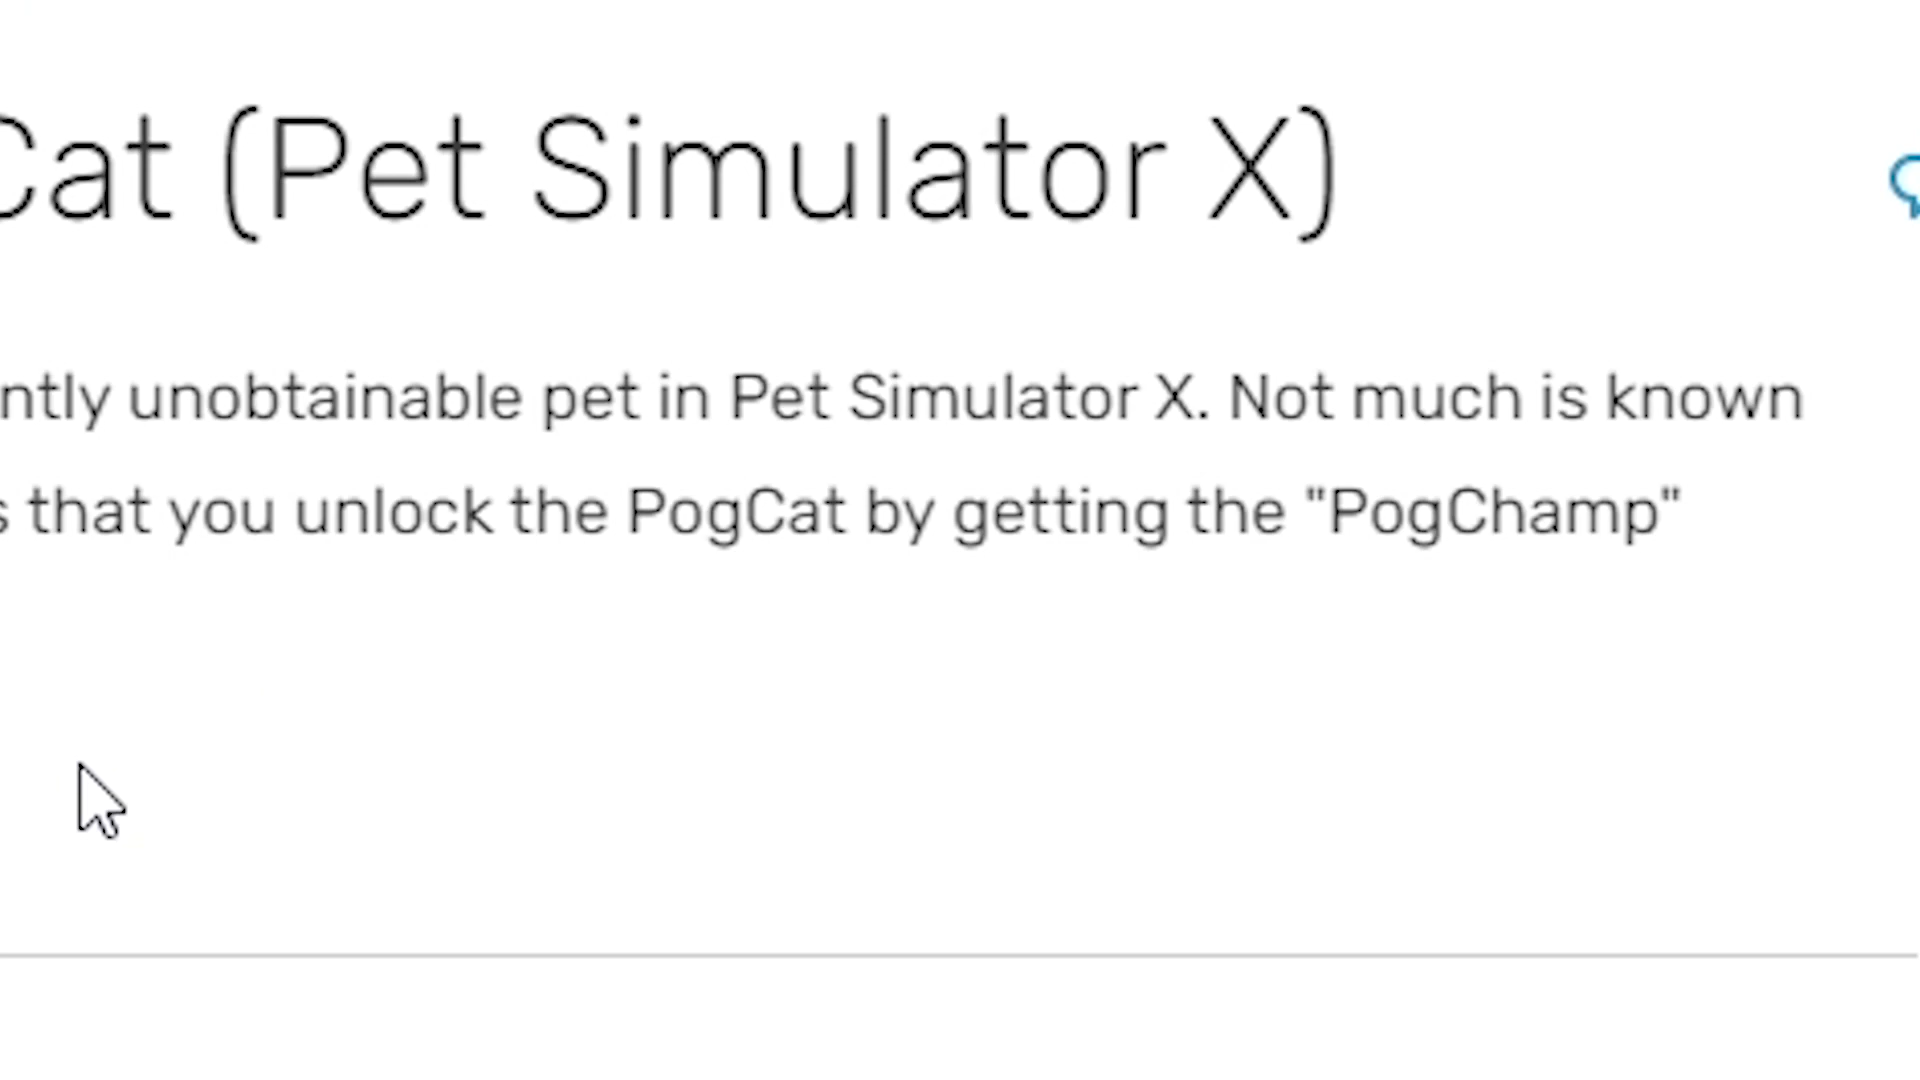 Cat (Pet Simulator X)
ntly unobtainable pet in Pet Simulator X. Not much is known
s that you unlock the PogCat by getting the "PogChamp"